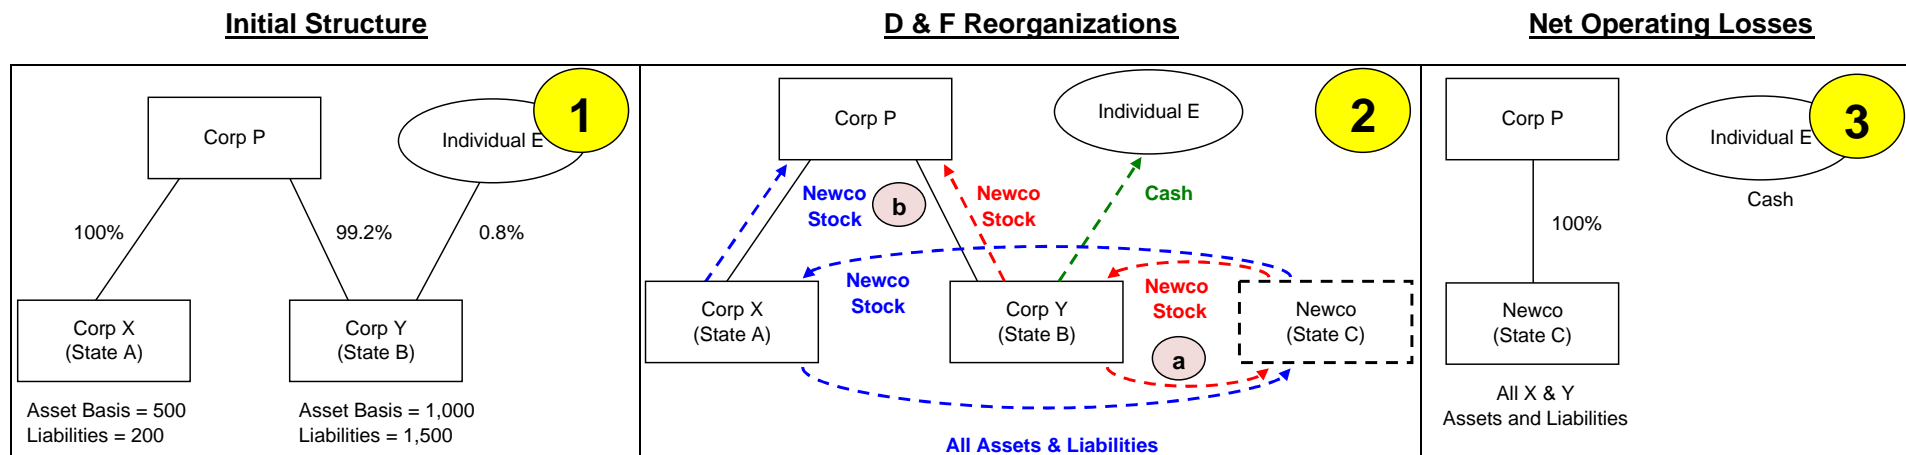 Initial Structure
D & F Reorganizations
Net Operating Losses
1
Corp P
Individual E
100%
99.2%
0.8%
Corp X
(State A)
Corp Y
(State B)
Asset Basis = 500
Liabilities = 200
Asset Basis = 1,000
Liabilities = 1,500
2
Corp P
Individual E
Newco
Stock
b
Newco
Stock
Cash
Newco
Stock
Newco
Stock
Corp X
(State A)
Corp Y
(State B)
Newco
(State C)
a
All Assets & Liabilities
3
Corp P
Individual E
Cash
100%
Newco
(State C)
All X & Y
Assets and Liabilities